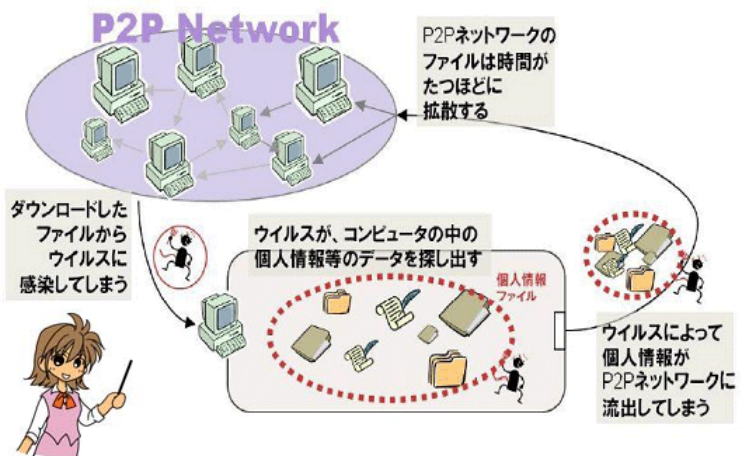 P2P Network
P2Pネットワークの
ファイルは時間が
たつほどに
拡散する
ダウンロードした
ファイルから
ウイルスに
感染してしまう
ウイルスが、コンピュータの中の
個人情報等のデータを探し出す
個人情報
ファイル
ウイルスによって
個人情報が
P2Pネットワークに
流出してしまう